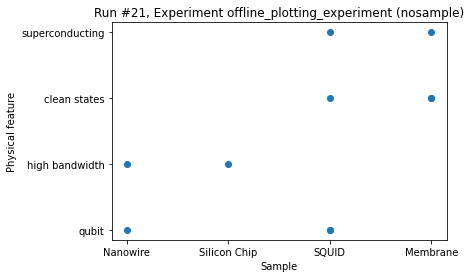 Run #21, Experiment offline_plotting_experiment (nosample)
superconducting
clean states
high bandwidth
qubit
Physical feature
Nanowire Silicon Chip SQUID Membrane
Sample